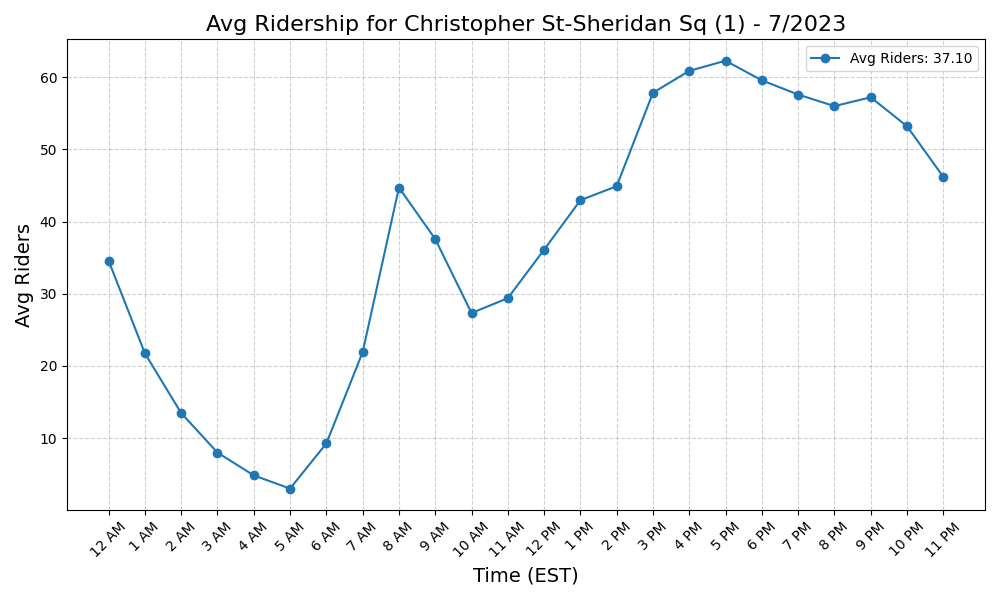 Avg Ridership for Christopher St-Sheridan Sq (1) - 7/2023
Avg Riders: 37.10
Avg Riders
60
50
40
30
20
10
12 AM
1 AM
2 AM
3 AM
4 AM
5 AM
6 AM
7 AM
8 AM
9 AM
10 AM
11 AM
12 PM
1 PM
2 PM
3 PM
4 PM
5 PM
6 PM
7 PM
8 PM
9 PM
10 PM
11 PM
Time (EST)